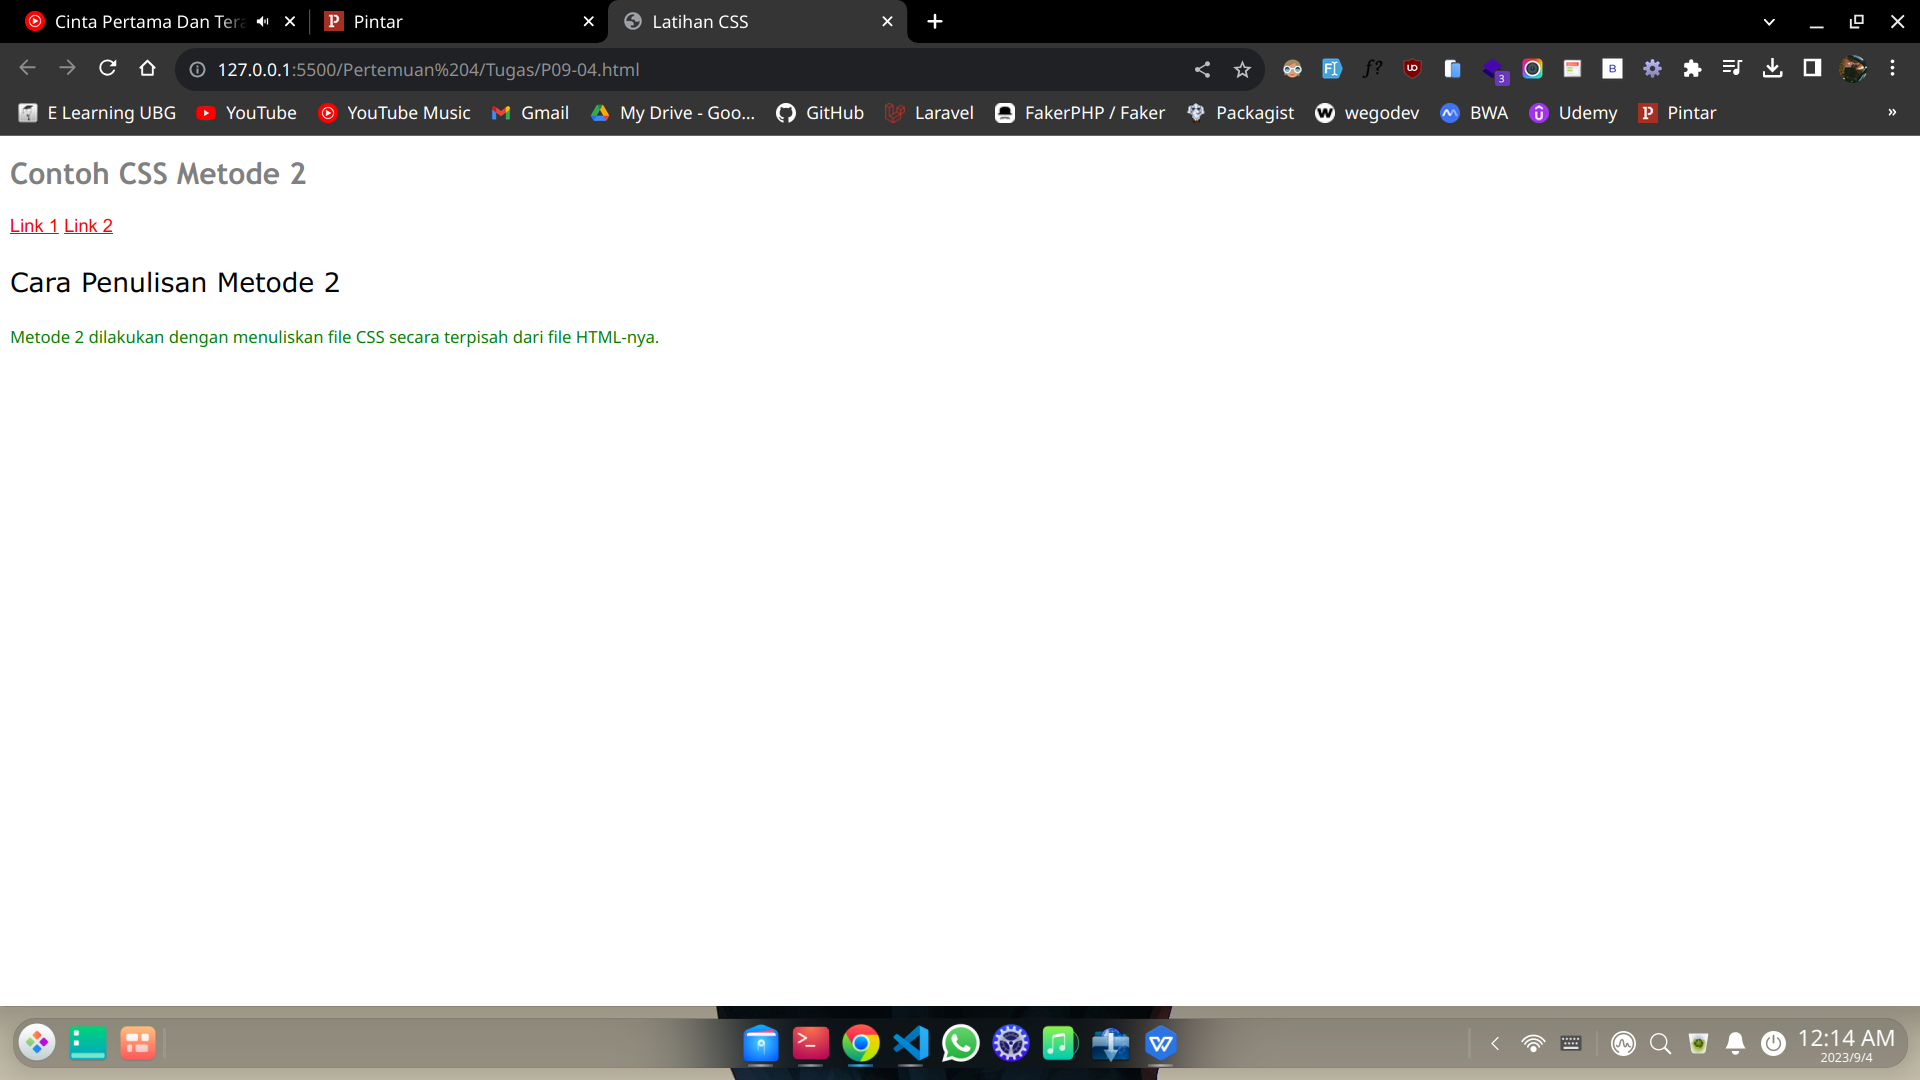 Cinta Pertama Dan Tera
Pintar
Latihan CSS
127.0.0.1:5500/Pertemuan%204/Tugas/P09-04.html
E Learning UBG
YouTube
YouTube Music
Gmail
My Drive - Goo...
GitHub
Laravel
FakerPHP / Faker
Packagist
wegodev
BWA
Udemy
Pintar
»
Contoh CSS Metode 2
Link 1 Link 2
Cara Penulisan Metode 2
Metode 2 dilakukan dengan menuliskan file CSS secara terpisah dari file HTML-nya.
12:14 AM
2023/9/4